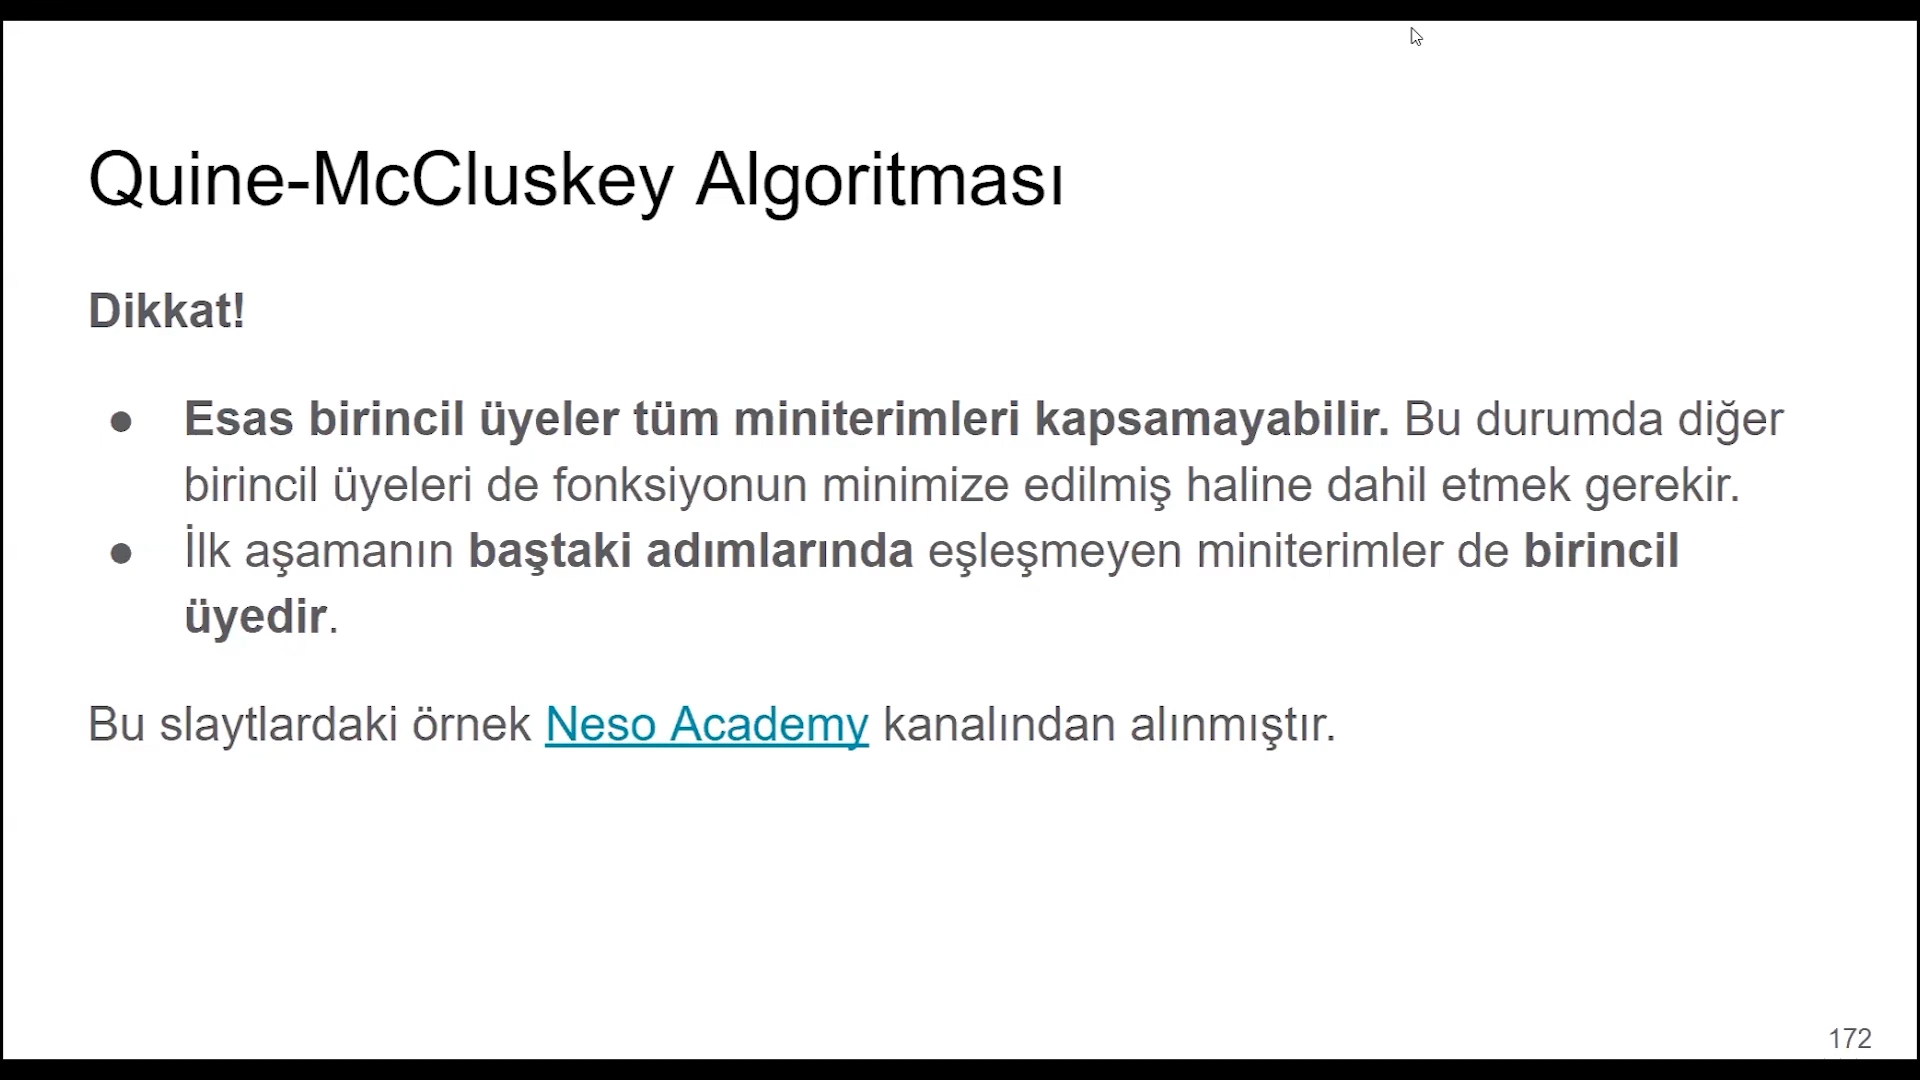 Quine-McCluskey Algoritması
Dikkat!
● Esas birincil üyeler tüm miniterimleri kapsamayabilir. Bu durumda diğer
birincil üyeleri de fonksiyonun minimize edilmiş haline dahil etmek gerekir.
● İlk aşamanın baştaki adımlarında eşleşmeyen miniterimler de birincil
üyedir.
Bu slaytlardaki örnek Neso Academy kanalından alınmıştır.
172